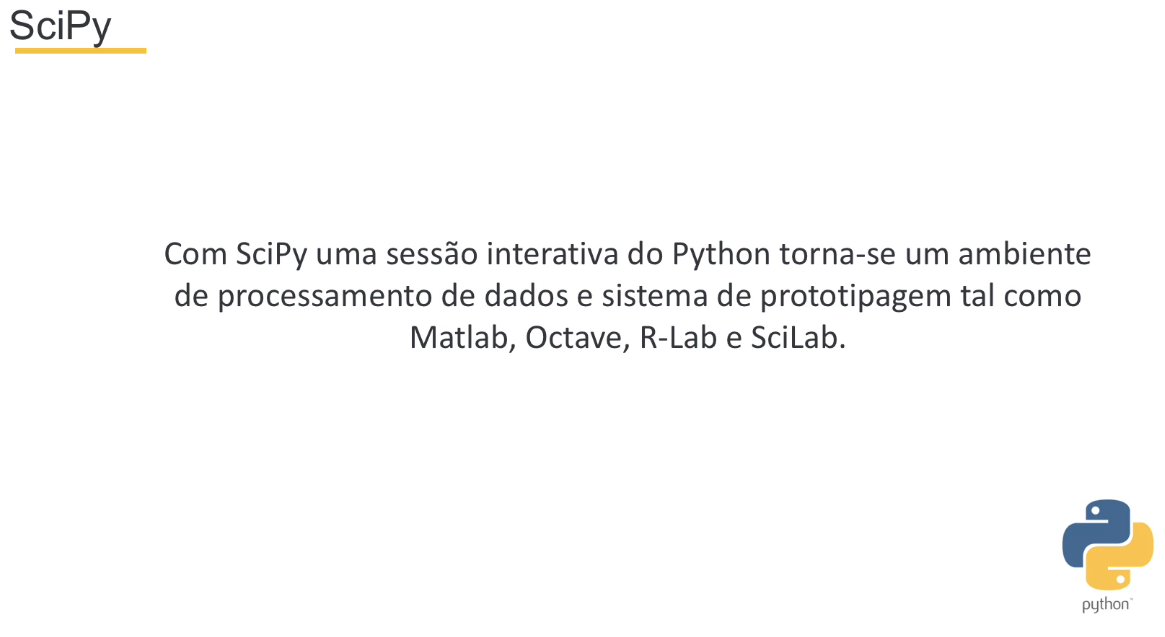 SciPy
Com SciPy uma sessão interativa do Python torna-se um ambiente
de processamento de dados e sistema de prototipagem tal como
Matlab, Octave, R-Lab e SciLab.
python